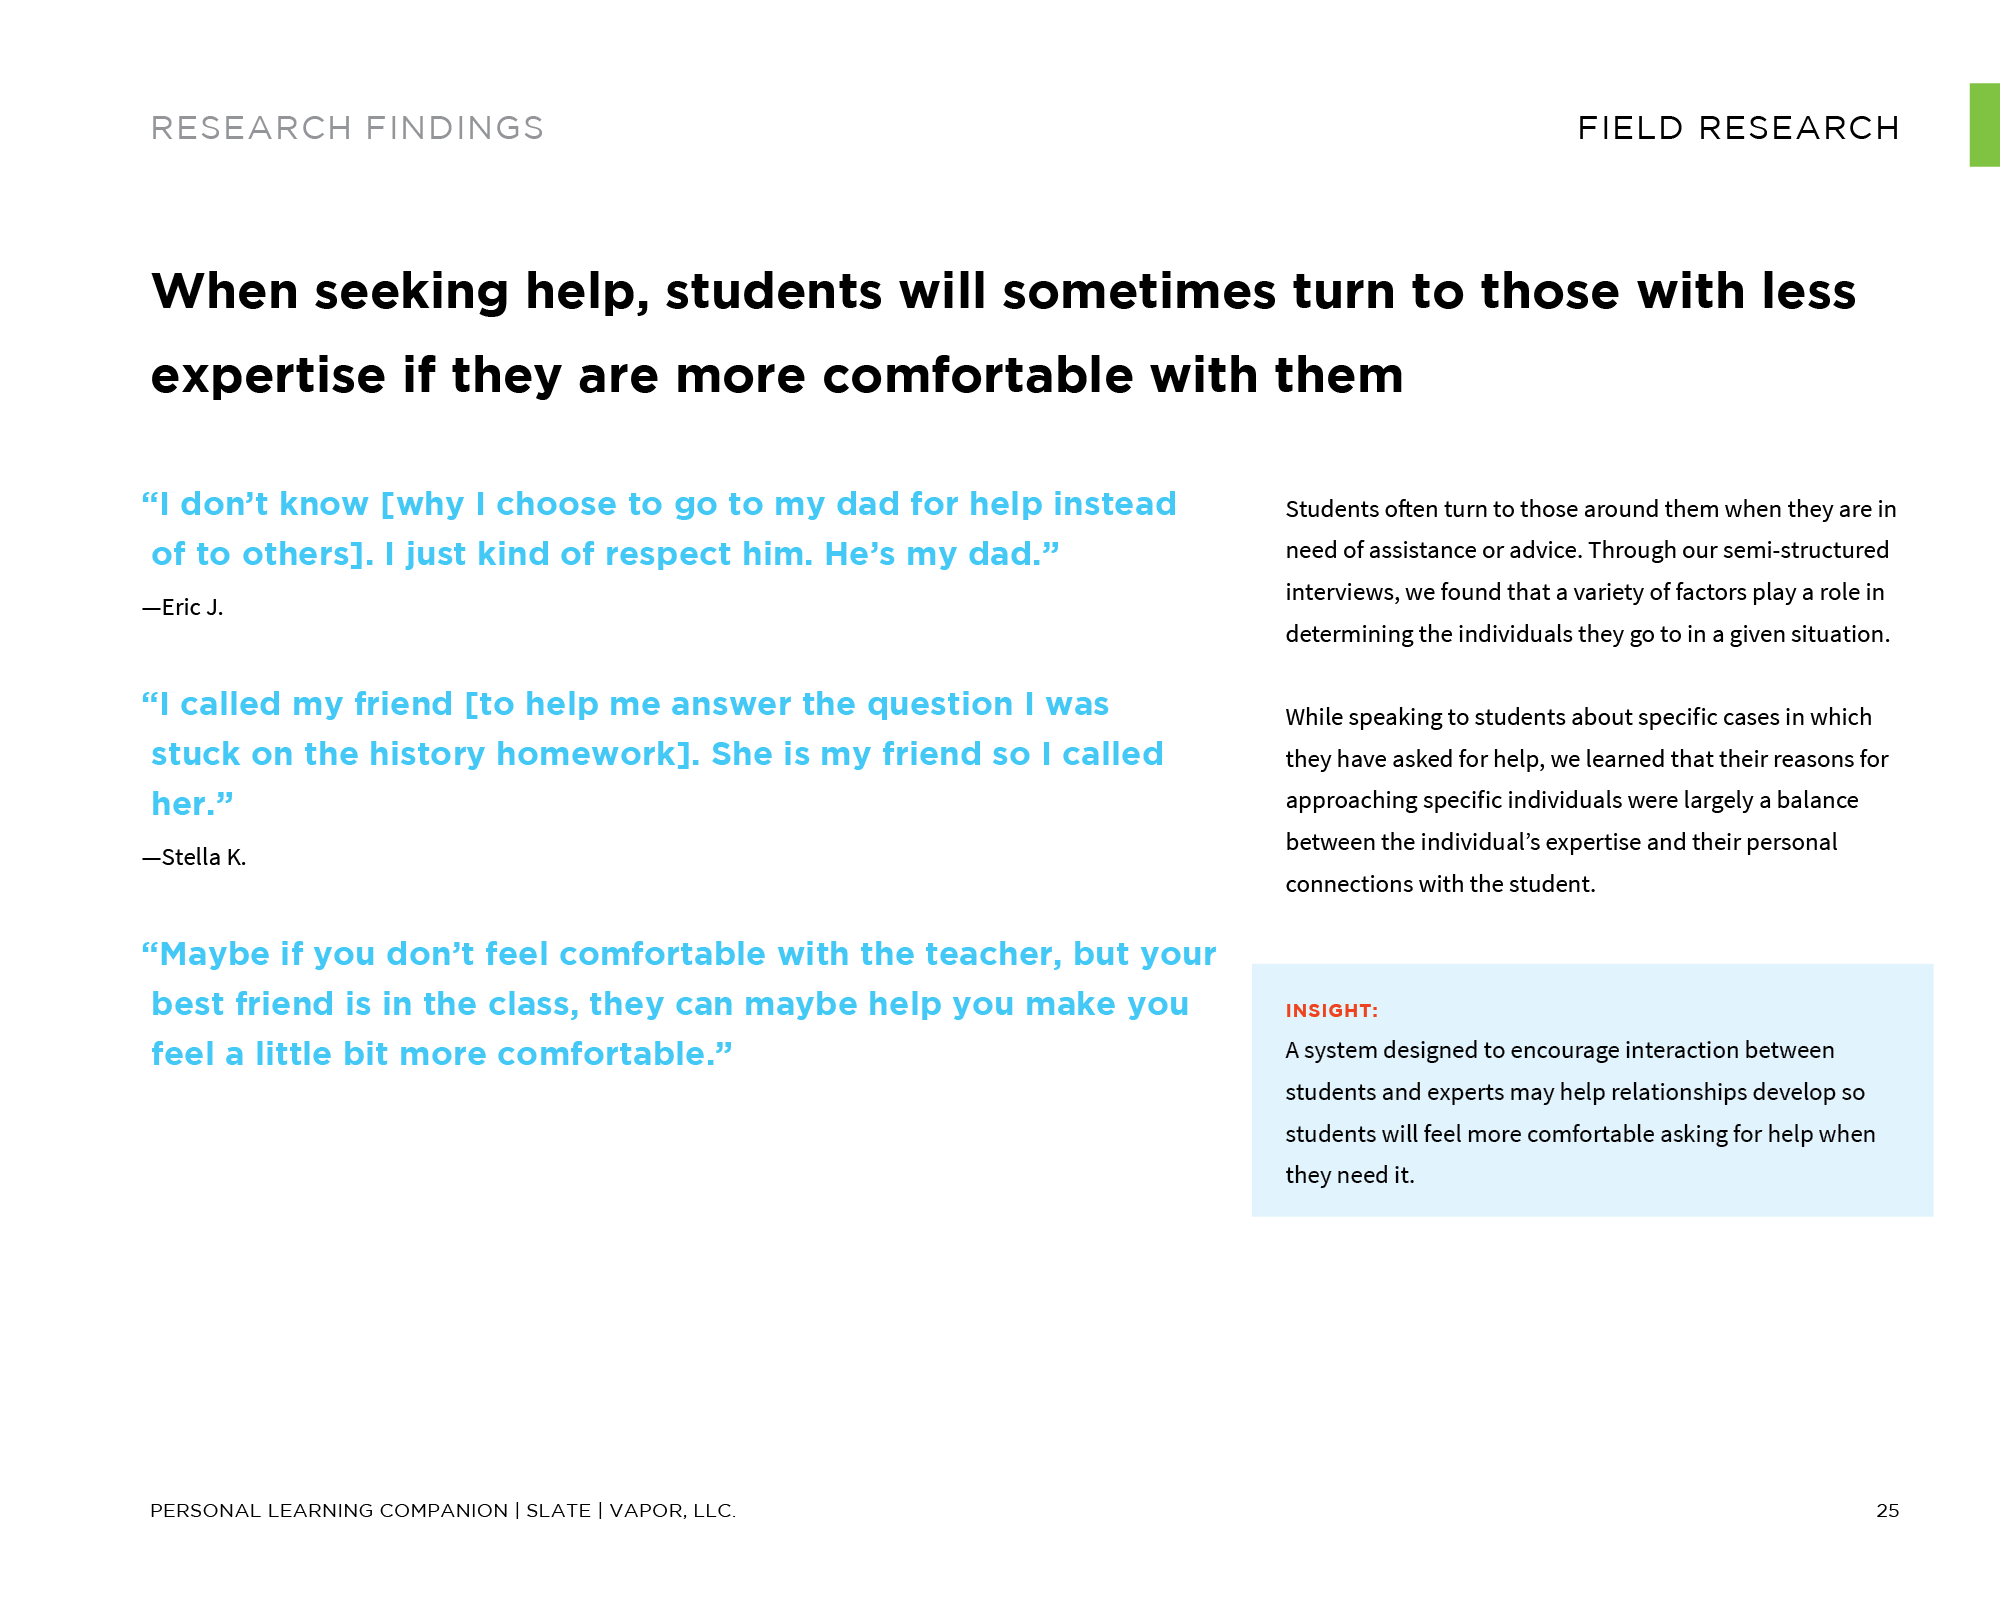 RESEARCH FINDINGS
FIELD RESEARCH
When seeking help, students will sometimes turn to those with less
expertise if they are more comfortable with them
“I don’t know [why I choose to go to my dad for help instead
of to others]. I just kind of respect him. He’s my dad.”
—Eric J.
“I called my friend [to help me answer the question I was
stuck on the history homework]. She is my friend so I called
her.”
—Stella K.
“Maybe if you don’t feel comfortable with the teacher, but your
best friend is in the class, they can maybe help you make you
feel a little bit more comfortable.”
Students often turn to those around them when they are in
need of assistance or advice. Through our semi-structured
interviews, we found that a variety of factors play a role in
determining the individuals they go to in a given situation.
While speaking to students about specific cases in which
they have asked for help, we learned that their reasons for
approaching specific individuals were largely a balance
between the individual’s expertise and their personal
connections with the student.
INSIGHT:
A system designed to encourage interaction between
students and experts may help relationships develop so
students will feel more comfortable asking for help when
they need it.
PERSONAL LEARNING COMPANION | SLATE | VAPOR, LLC.
25